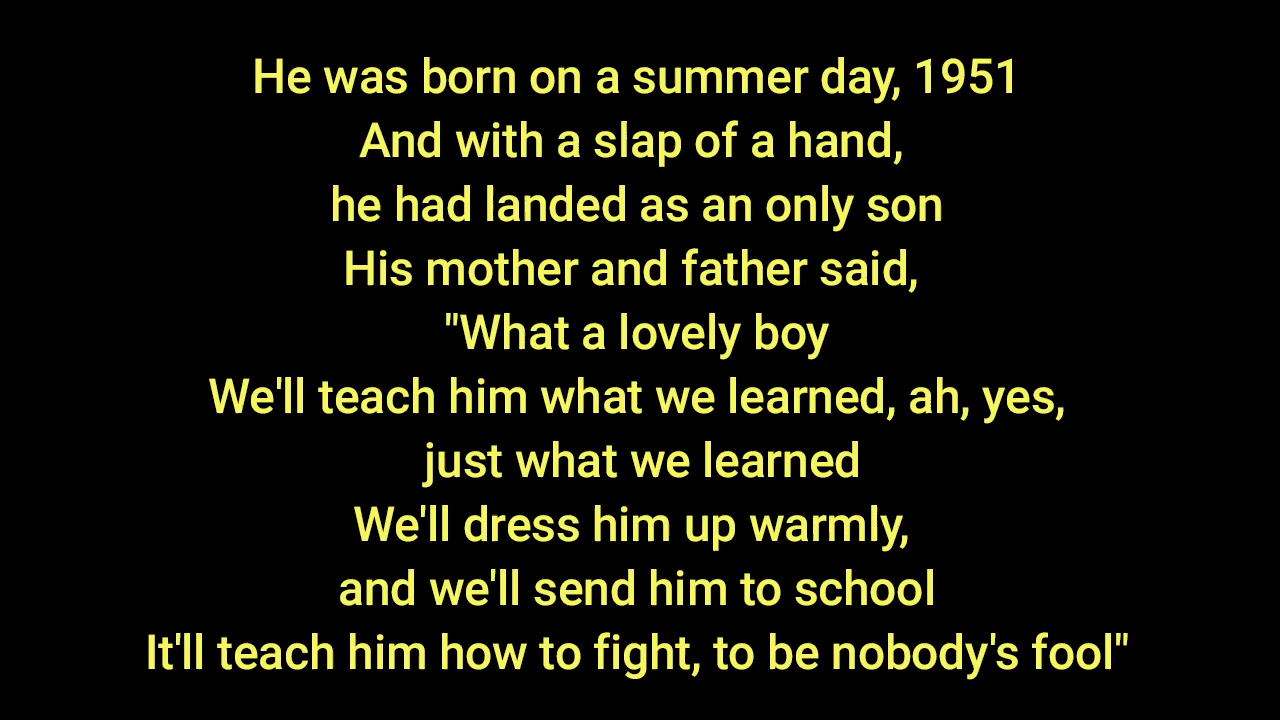 He was born on a summer day, 1951
And with a slap of a hand,
he had landed as an only son
His mother and father said,
"What a lovely boy
We'll teach him what we learned, ah, yes,
just what we learned
We'll dress him up warmly,
and we'll send him to school
It'll teach him how to fight, to be nobody's fool"